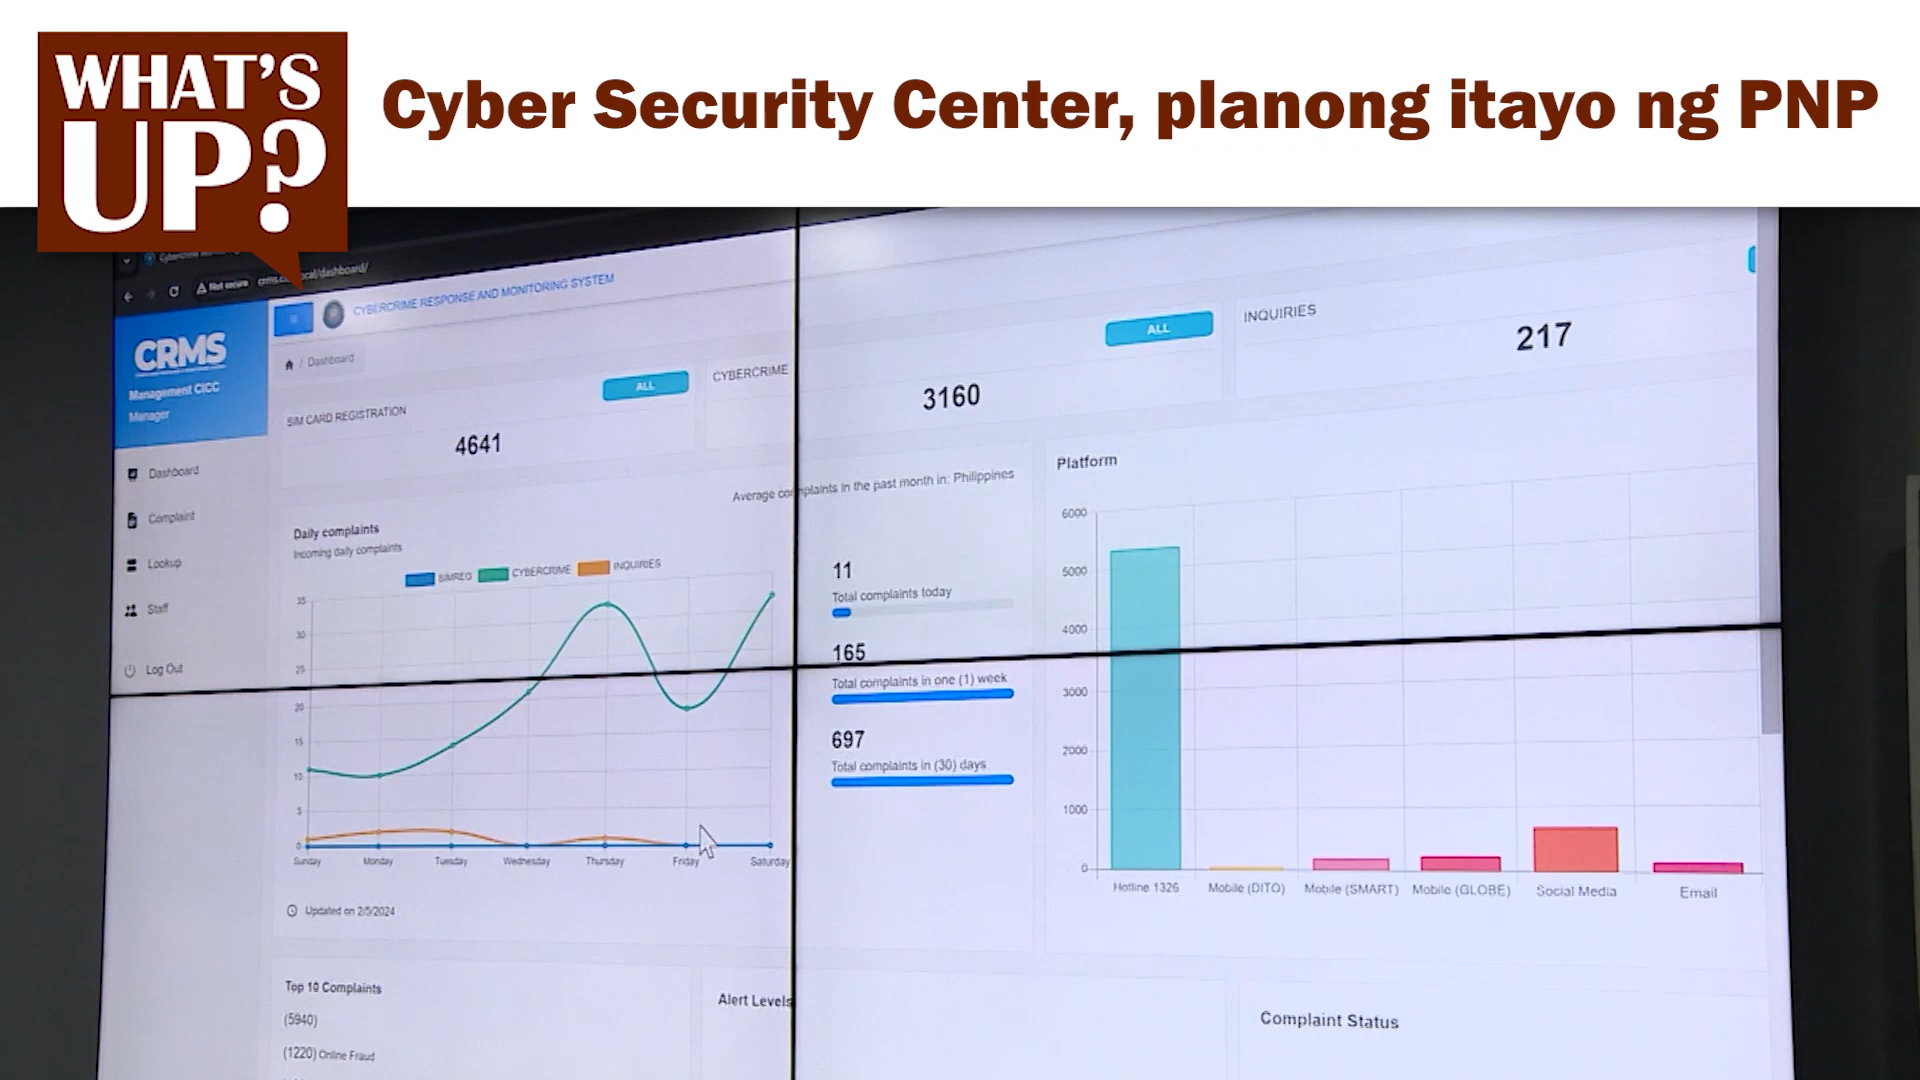 WHAT'S
UP?
Cyber Security Center, planong itayo ng PNP
Not secure
CYBERCRIME RESPONSE AND MONITORING SYSTEM
CRMS
Management CICC
Manager
Dashboard
Complaint
Lookup
Staff
Log Out
/ Dashboard
SIM CARD REGISTRATION
ALL
4641
CYBERCRIME
ALL
3160
INQUIRIES
217
Daily complaints
Incoming daily complaints
SIMREG CYBERCRIME INQUIRIES
35
30
25
20
15
10
5
0
Sunday Monday Tuesday Wednesday Thursday Friday Saturday
Updated on 2/5/2024
Average complaints in the past month in: Philippines
11
Total complaints today
165
Total complaints in one (1) week
697
Total complaints in (30) days
Platform
6000
5000
4000
3000
2000
1000
0
Hotline 1326 Mobile (DITO) Mobile (SMART) Mobile (GLOBE) Social Media Email
Top 10 Complaints
(5940)
(1220) Online Fraud
Alert Levels
Complaint Status